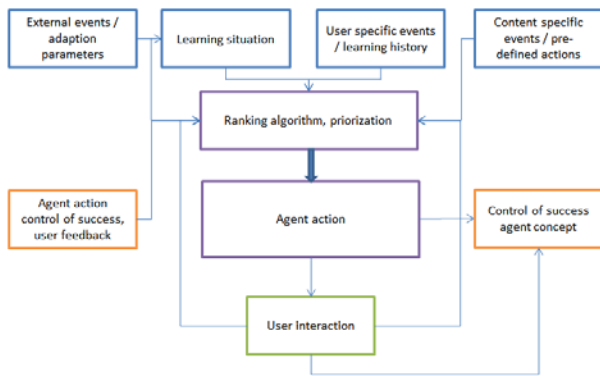 External events /
adaption
parameters
Learning situation
User specific events
/ learning history
Content specific
events / pre-
defined actions
Ranking algorithm, priorization
Agent action
control of success,
user feedback
Agent action
Control of success
agent concept
User Interaction